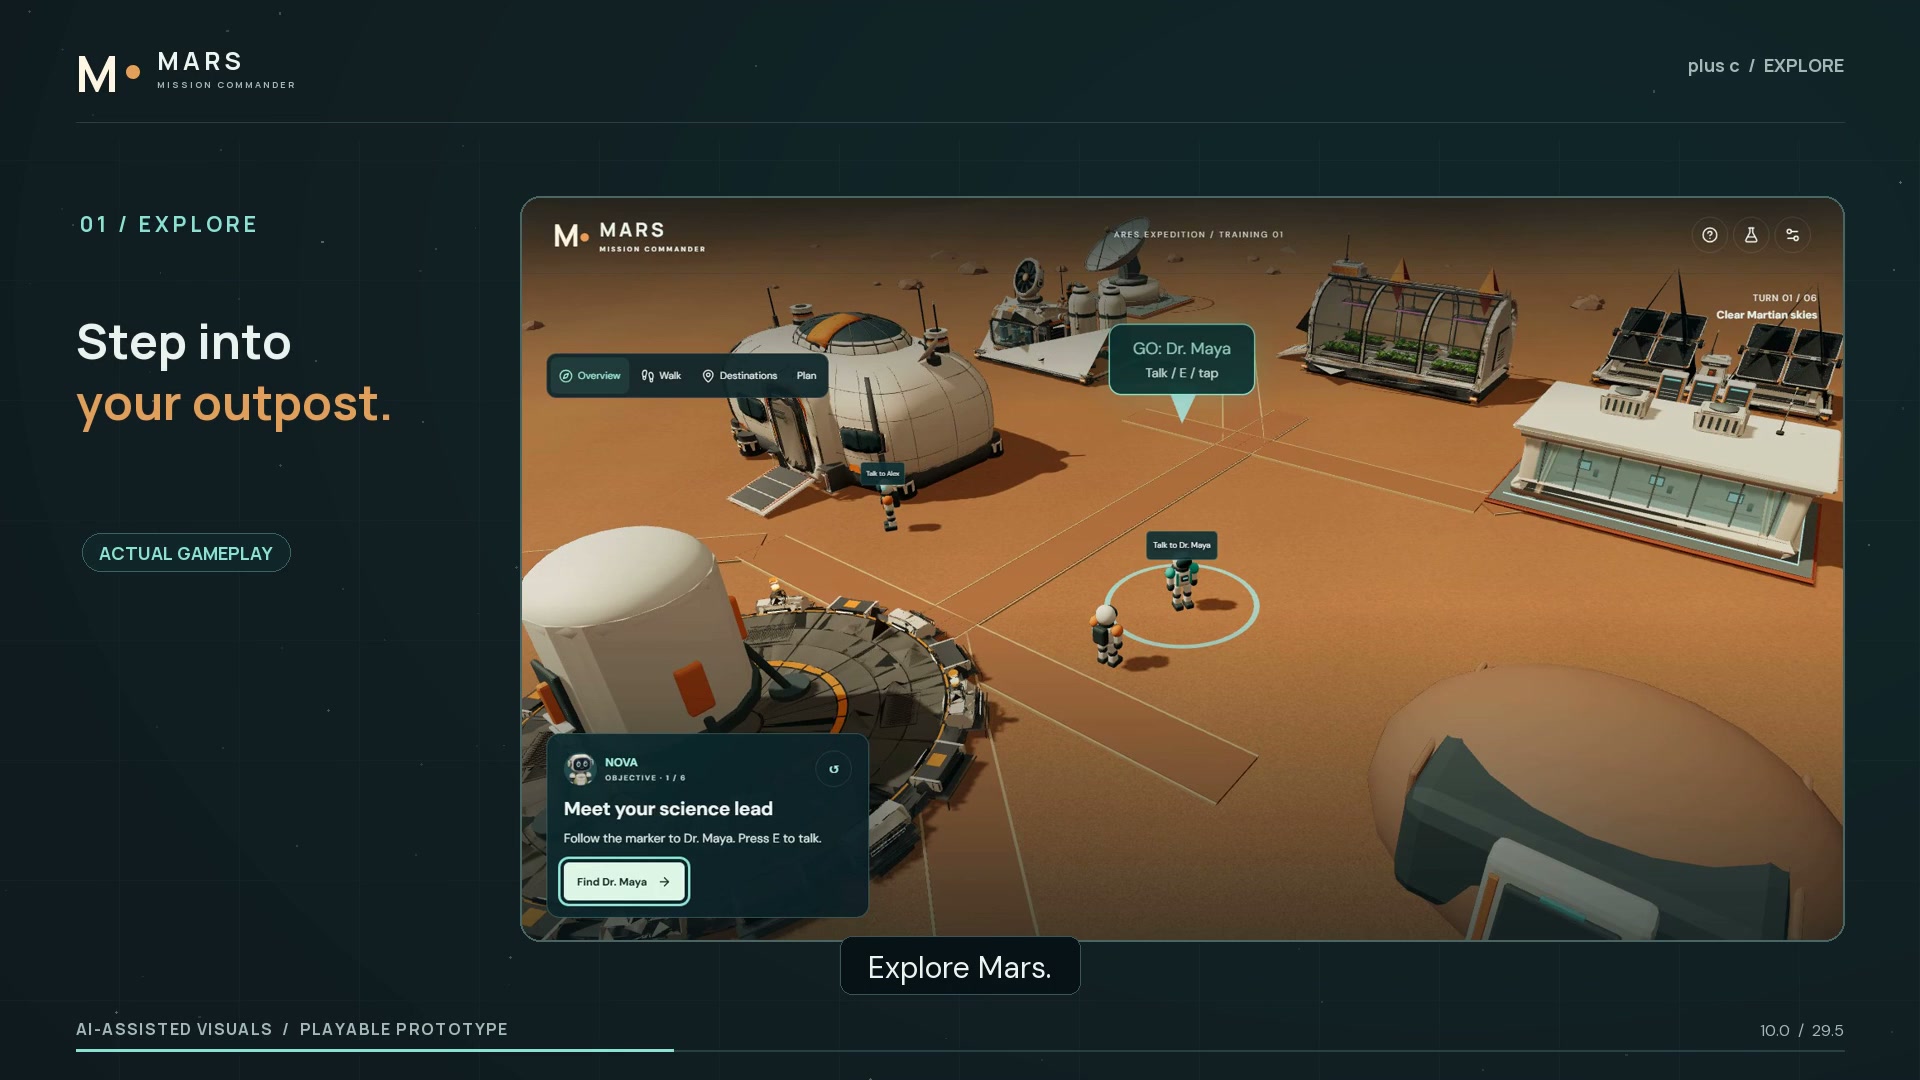 M MARS
MISSION COMMANDER
plus c / EXPLORE
01 / EXPLORE
Step into
your outpost.
ACTUAL GAMEPLAY
M MARS
MISSION COMMANDER
ARES EXPEDITION / TRAINING 01
TURN 01 / 06
Clear Martian skies
GO: Dr. Maya
Talk / E / tap
Overview Walk Destinations Plan
Talk to Alex
Talk to Dr. Maya
NOVA
OBJECTIVE · 1 / 6
Meet your science lead
Follow the marker to Dr. Maya. Press E to talk.
Find Dr. Maya →
Explore Mars.
AI-ASSISTED VISUALS / PLAYABLE PROTOTYPE
10.0 / 29.5